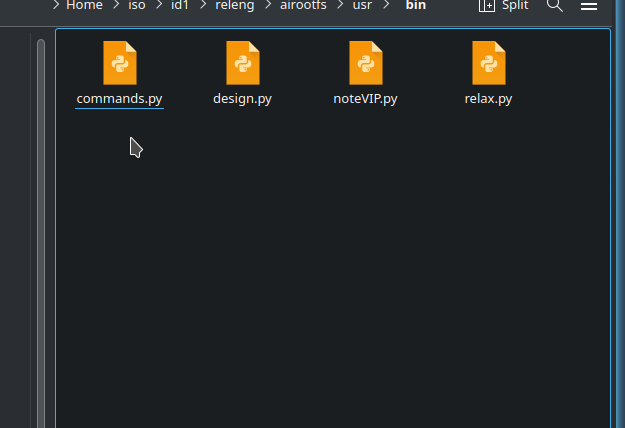 Home > iso > id1 > releng > airootfs > usr > bin Split
commands.py design.py noteVIP.py relax.py